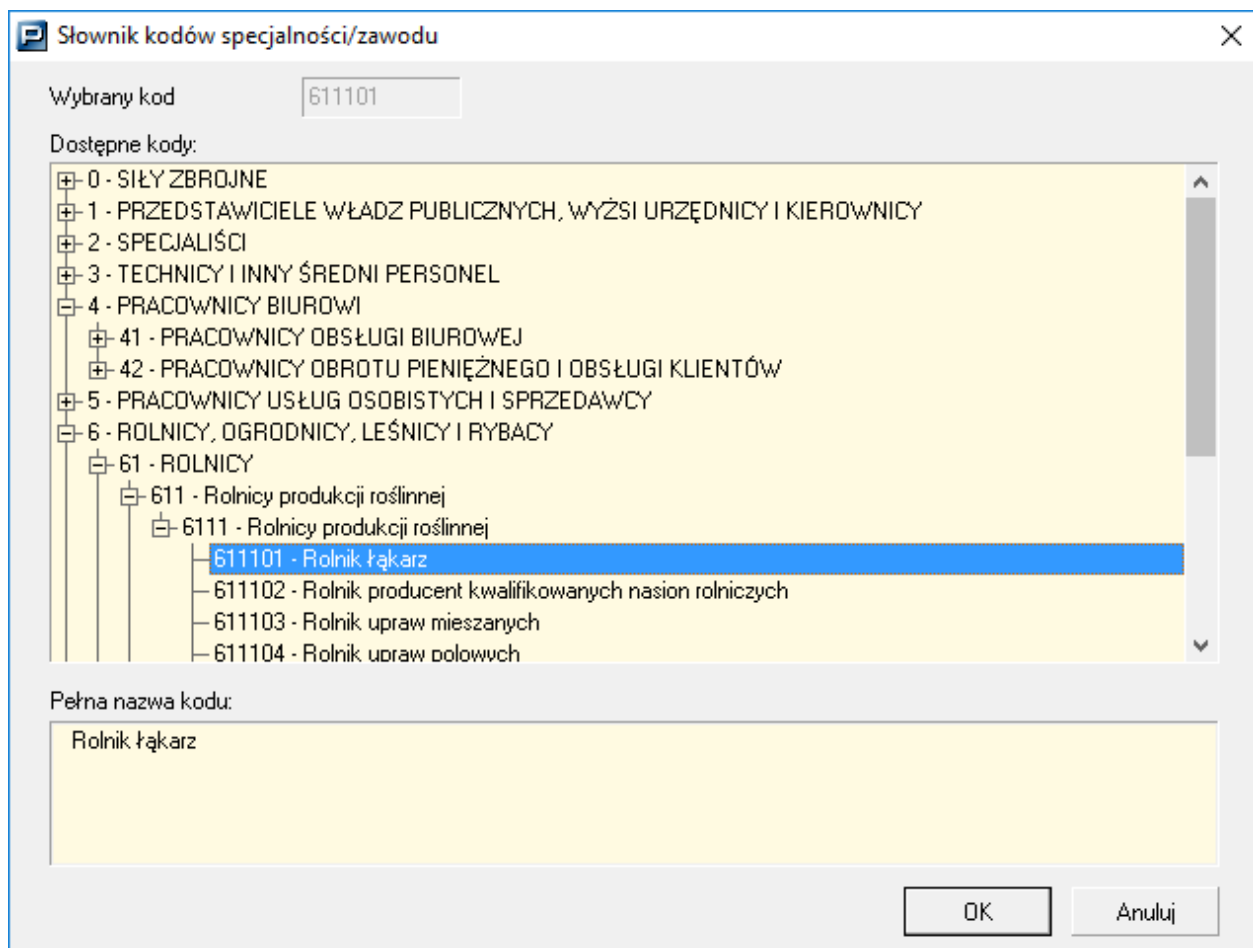 Słownik kodów specjalności/zawodu
Wybrany kod 611101
Dostępne kody:
0 - SIŁY ZBROJNE
1 - PRZEDSTAWICIELE WŁADZ PUBLICZNYCH, WYŻSI URZĘDNICY I KIEROWNICY
2 - SPECJALIŚCI
3 - TECHNICY I INNY ŚREDNI PERSONEL
4 - PRACOWNICY BIUROWI
41 - PRACOWNICY OBSŁUGI BIUROWEJ
42 - PRACOWNICY OBROTU PIENIĘŻNEGO I OBSŁUGI KLIENTÓW
5 - PRACOWNICY USŁUG OSOBISTYCH I SPRZEDAWCY
6 - ROLNICY, OGRODNICY, LEŚNICY I RYBACY
61 - ROLNICY
611 - Rolnicy produkcji roślinnej
6111 - Rolnicy produkcji roślinnej
611101 - Rolnik łąkarz
611102 - Rolnik producent kwalifikowanych nasion rolniczych
611103 - Rolnik upraw mieszanych
611104 - Rolnik upraw polowych
Pełna nazwa kodu:
Rolnik łąkarz
OK Anuluj